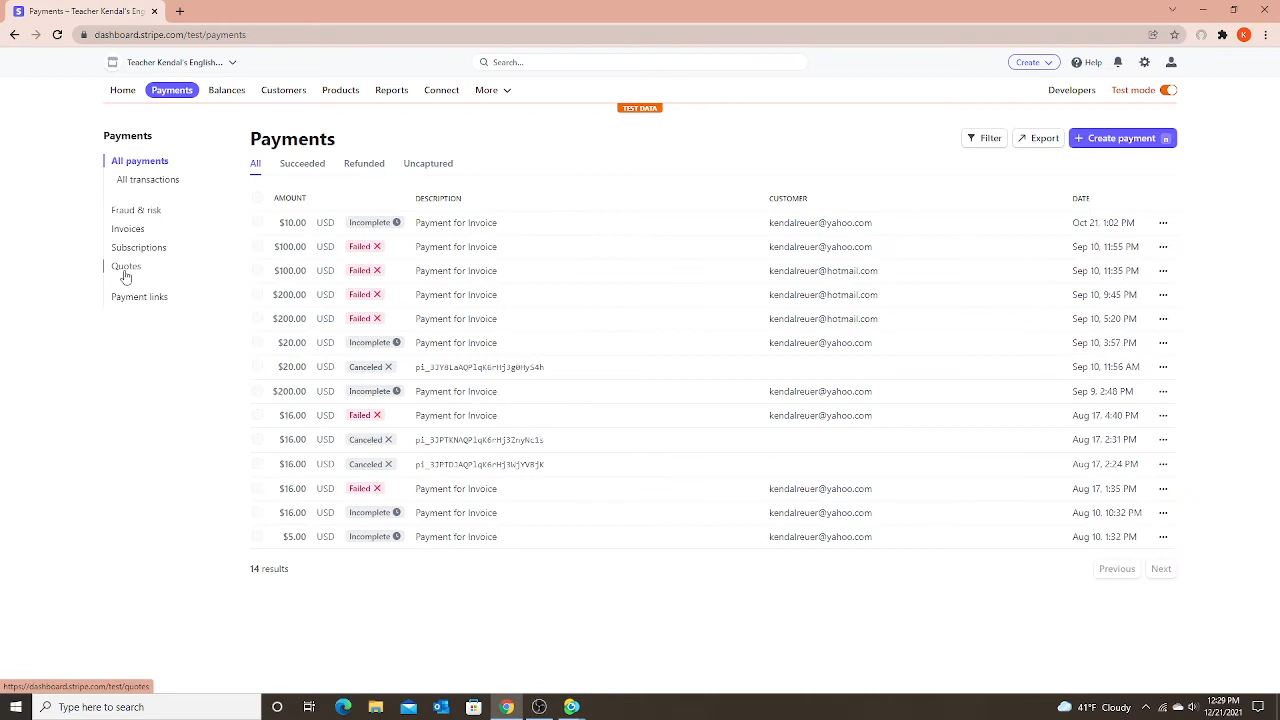 Payments – Teacher Kendal's Eng
dashboard.stripe.com/test/payments
K
Teacher Kendal's English...
Search...
Create
Help
Home Payments Balances Customers Products Reports Connect More Developers Test mode
TEST DATA
Payments
All payments
All transactions
Fraud & risk
Invoices
Subscriptions
Quotes
Payment links
Payments
Filter Export + Create payment n
All Succeeded Refunded Uncaptured
AMOUNT DESCRIPTION CUSTOMER DATE
$10.00 USD Incomplete Payment for Invoice kendalreuer@yahoo.com Oct 21, 1:02 PM
$100.00 USD Failed Payment for Invoice kendalreuer@yahoo.com Sep 10, 11:55 PM
$100.00 USD Failed Payment for Invoice kendalreuer@hotmail.com Sep 10, 11:35 PM
$200.00 USD Failed Payment for Invoice kendalreuer@hotmail.com Sep 10, 9:45 PM
$200.00 USD Failed Payment for Invoice kendalreuer@hotmail.com Sep 10, 5:20 PM
$20.00 USD Incomplete Payment for Invoice kendalreuer@yahoo.com Sep 10, 3:57 PM
$20.00 USD Canceled Sep 10, 11:56 AM
$200.00 USD Incomplete Payment for Invoice kendalreuer@yahoo.com Sep 9, 2:48 PM
$16.00 USD Failed Payment for Invoice kendalreuer@yahoo.com Aug 17, 4:40 PM
$16.00 USD Canceled Aug 17, 2:31 PM
$16.00 USD Canceled Aug 17, 2:24 PM
$16.00 USD Failed Payment for Invoice kendalreuer@yahoo.com Aug 17, 1:35 PM
$16.00 USD Incomplete Payment for Invoice kendalreuer@yahoo.com Aug 10, 10:32 PM
$5.00 USD Incomplete Payment for Invoice kendalreuer@yahoo.com Aug 10, 1:32 PM
14 results
Previous Next
https://dashboard.stripe.com/test/quotes
Type here to search
41°F Cloudy
12:29 PM
12/21/2021